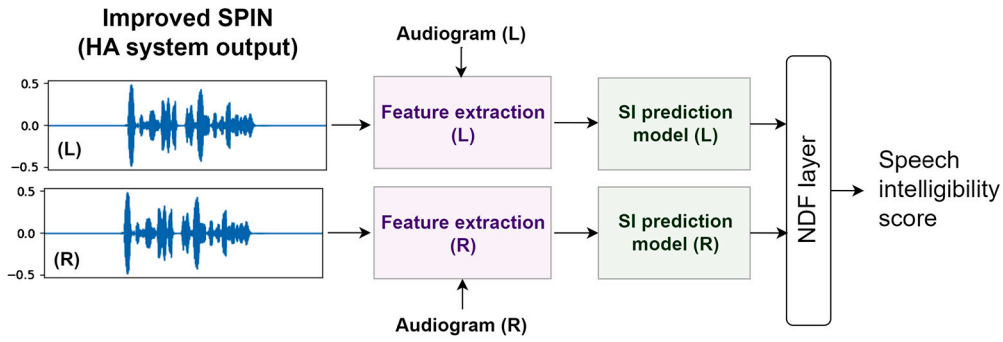 Improved SPIN
(HA system output)
Audiogram (L)
0.5
0.0
−0.5
(L)
Feature extraction
(L)
SI prediction
model (L)
0.5
0.0
−0.5
(R)
Feature extraction
(R)
SI prediction
model (R)
Audiogram (R)
NDF layer
Speech
intelligibility
score